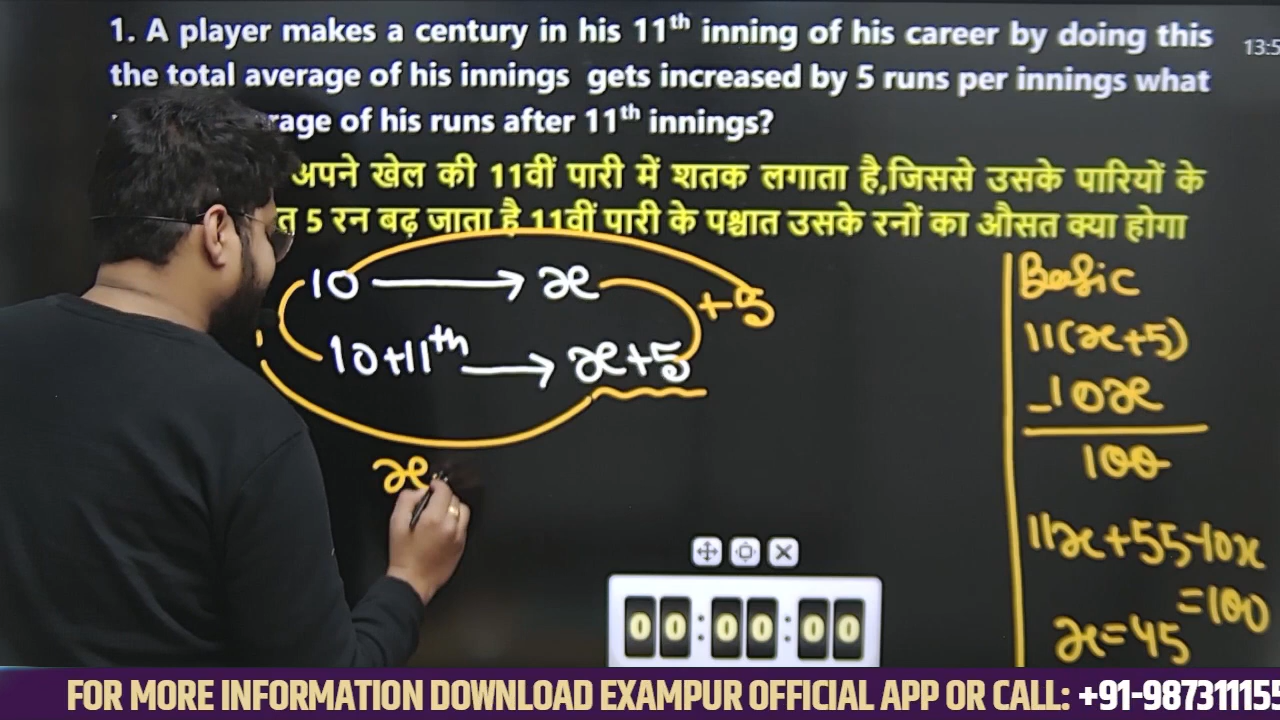 1. A player makes a century in his 11th inning of his career by doing this
13:5
the total average of his innings gets increased by 5 runs per innings what
average of his runs after 11th innings?
अपने खेल की 11वीं पारी में शतक लगाता है,जिससे उसके पारियों के
5 रन बढ़ जाता है 11वीं पारी के पश्चात उसके रनों का औसत क्या होगा
10 → x
+5
10+11th → x+5
x
Basic
11(x+5)
-10x
100
11x+55-10x
=100
x=45
00:00:00
FOR MORE INFORMATION DOWNLOAD EXAMPUR OFFICIAL APP OR CALL: +91-987311155